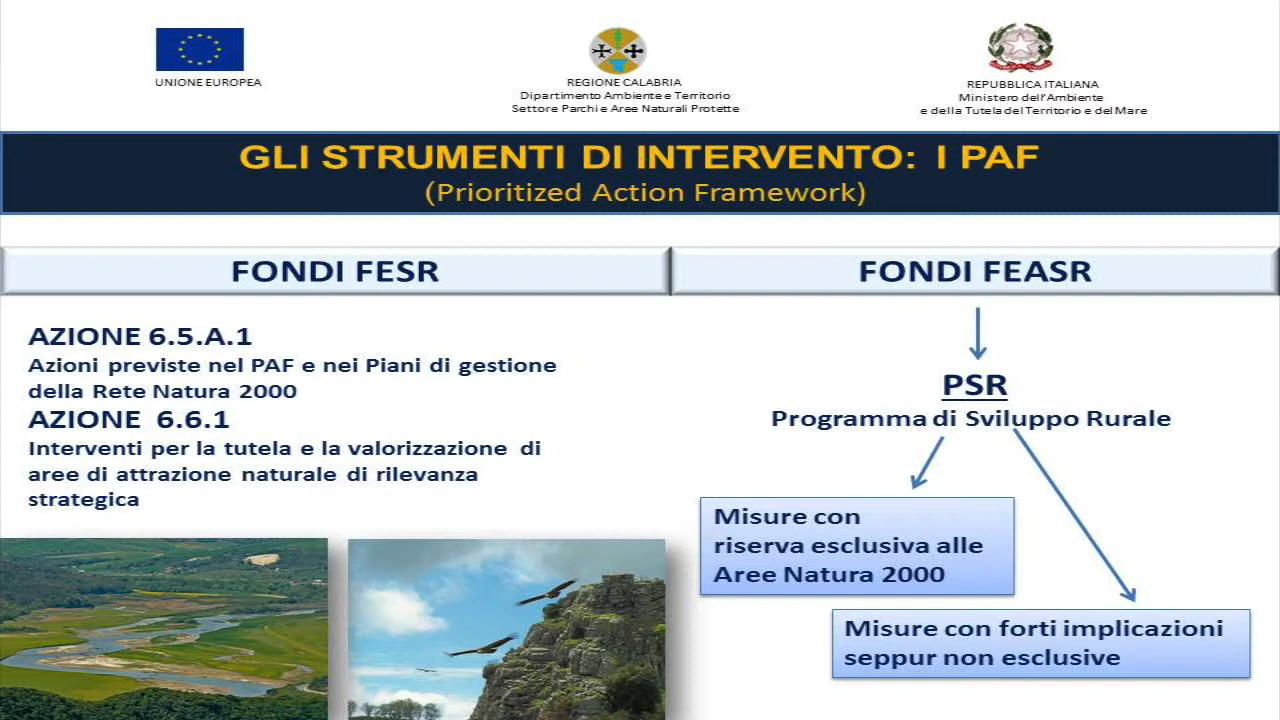 UNIONE EUROPEA
REGIONE CALABRIA
Dipartimento Ambiente e Territorio
Settore Parchi e Aree Naturali Protette
REPUBBLICA ITALIANA
Ministero dell'Ambiente
e della Tutela del Territorio e del Mare
GLI STRUMENTI DI INTERVENTO: I PAF
(Prioritized Action Framework)
FONDI FESR
AZIONE 6.5.A.1
Azioni previste nel PAF e nei Piani di gestione
della Rete Natura 2000
AZIONE 6.6.1
Interventi per la tutela e la valorizzazione di
aree di attrazione naturale di rilevanza
strategica
FONDI FEASR
PSR
Programma di Sviluppo Rurale
Misure con
riserva esclusiva alle
Aree Natura 2000
Misure con forti implicazioni
seppur non esclusive